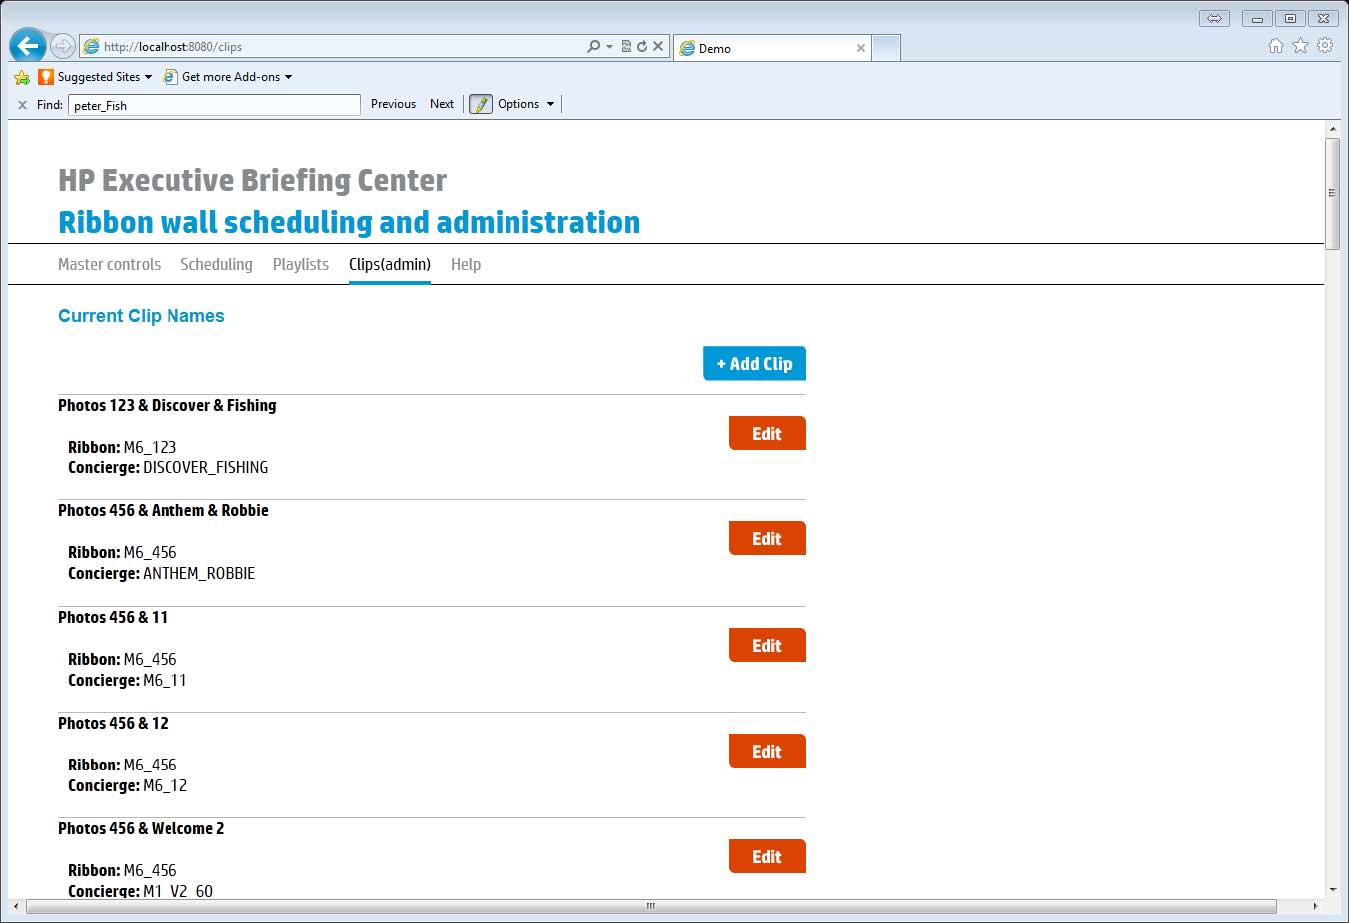 http://localhost:8080/clips
Demo
Suggested Sites
Get more Add-ons
Find: peter_Fish Previous Next Options
HP Executive Briefing Center
Ribbon wall scheduling and administration
Master controls Scheduling Playlists Clips(admin) Help
Current Clip Names
+ Add Clip
Photos 123 & Discover & Fishing
Edit
Ribbon: M6_123
Concierge: DISCOVER_FISHING
Photos 456 & Anthem & Robbie
Edit
Ribbon: M6_456
Concierge: ANTHEM_ROBBIE
Photos 456 & 11
Edit
Ribbon: M6_456
Concierge: M6_11
Photos 456 & 12
Edit
Ribbon: M6_456
Concierge: M6_12
Photos 456 & Welcome 2
Edit
Ribbon: M6_456
Concierge: M1_V2_60